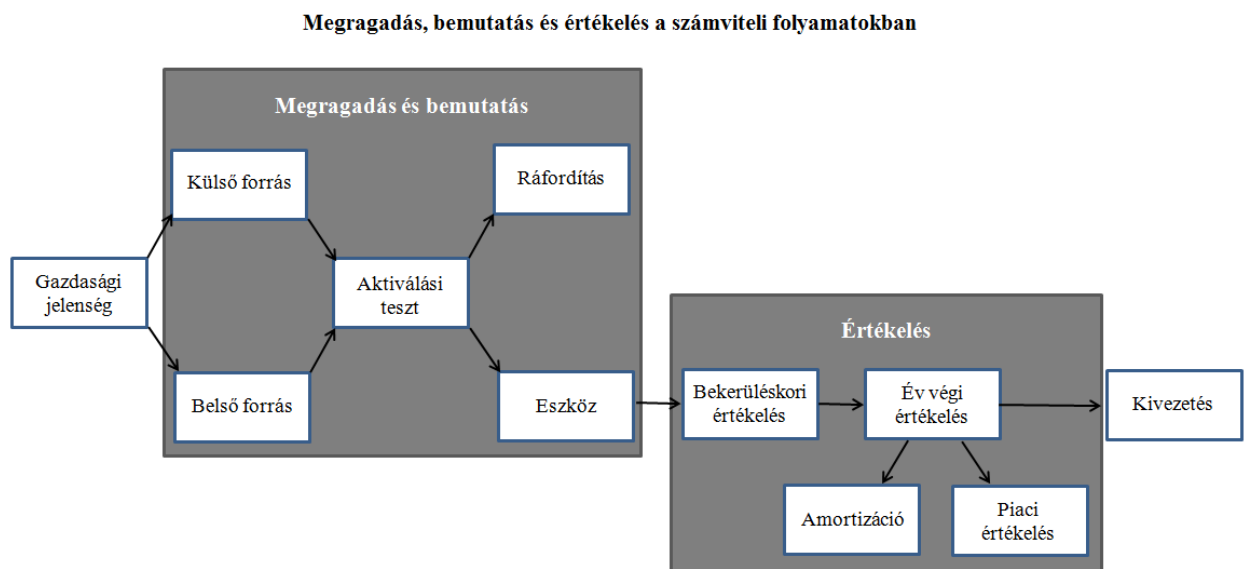 Megragadás, bemutatás és értékelés a számviteli folyamatokban
Megragadás és bemutatás
Külső forrás
Ráfordítás
Gazdasági
jelenség
Aktiválási
teszt
Belső forrás
Eszköz
Értékelés
Bekerüléskori
értékelés
Év végi
értékelés
Kivezetés
Amortizáció
Piaci
értékelés